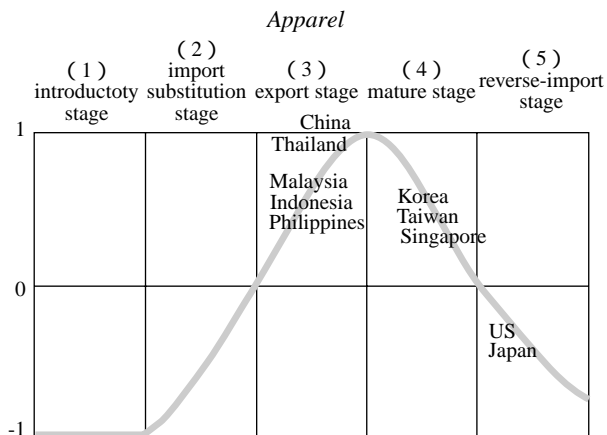 Apparel
( 1 )
introductoty
stage
( 2 )
import
substitution
stage
( 3 )
export stage
( 4 )
mature stage
( 5 )
reverse-import
stage
1
0
-1
China
Thailand
Malaysia
Indonesia
Philippines
Korea
Taiwan
Singapore
US
Japan